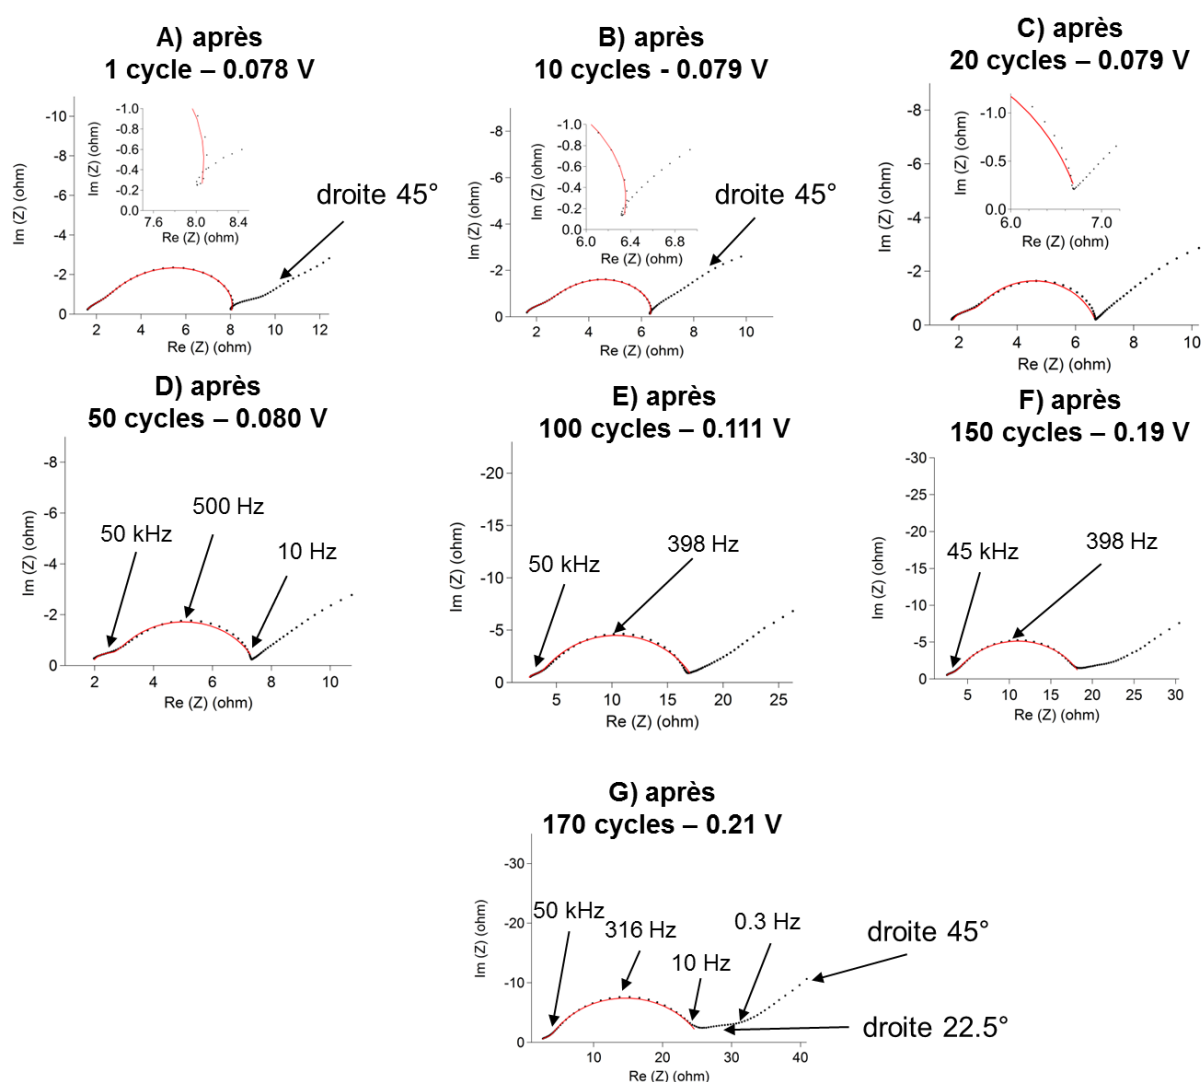 A) après
1 cycle – 0.078 V
-10
-8
-6
-4
-2
0
Im (Z) (ohm)
2
4
6
8
10
12
Re (Z) (ohm)
-1.0
-0.8
-0.6
-0.4
-0.2
0.0
Im (Z) (ohm)
7.6
8.0
8.4
Re (Z) (ohm)
droite 45°
B) après
10 cycles - 0.079 V
-8
-6
-4
-2
0
Im (Z) (ohm)
2
4
6
8
10
Re (Z) (ohm)
-1.0
-0.8
-0.6
-0.4
-0.2
0.0
Im (Z) (ohm)
6.0
6.4
6.8
Re (Z) (ohm)
droite 45°
C) après
20 cycles – 0.079 V
-8
-6
-4
-2
0
Im (Z) (ohm)
2
4
6
8
10
Re (Z) (ohm)
-1.0
-0.5
0.0
Im (Z) (ohm)
6.0
7.0
Re (Z) (ohm)
D) après
50 cycles – 0.080 V
-8
-6
-4
-2
0
Im (Z) (ohm)
2
4
6
8
10
Re (Z) (ohm)
50 kHz
500 Hz
10 Hz
E) après
100 cycles – 0.111 V
-20
-15
-10
-5
0
Im (Z) (ohm)
5
10
15
20
25
Re (Z) (ohm)
50 kHz
398 Hz
F) après
150 cycles – 0.19 V
-30
-25
-20
-15
-10
-5
0
Im (Z) (ohm)
5
10
15
20
25
30
Re (Z) (ohm)
45 kHz
398 Hz
G) après
170 cycles – 0.21 V
-30
-20
-10
0
Im (Z) (ohm)
10
20
30
40
Re (Z) (ohm)
50 kHz
316 Hz
10 Hz
0.3 Hz
droite 45°
droite 22.5°